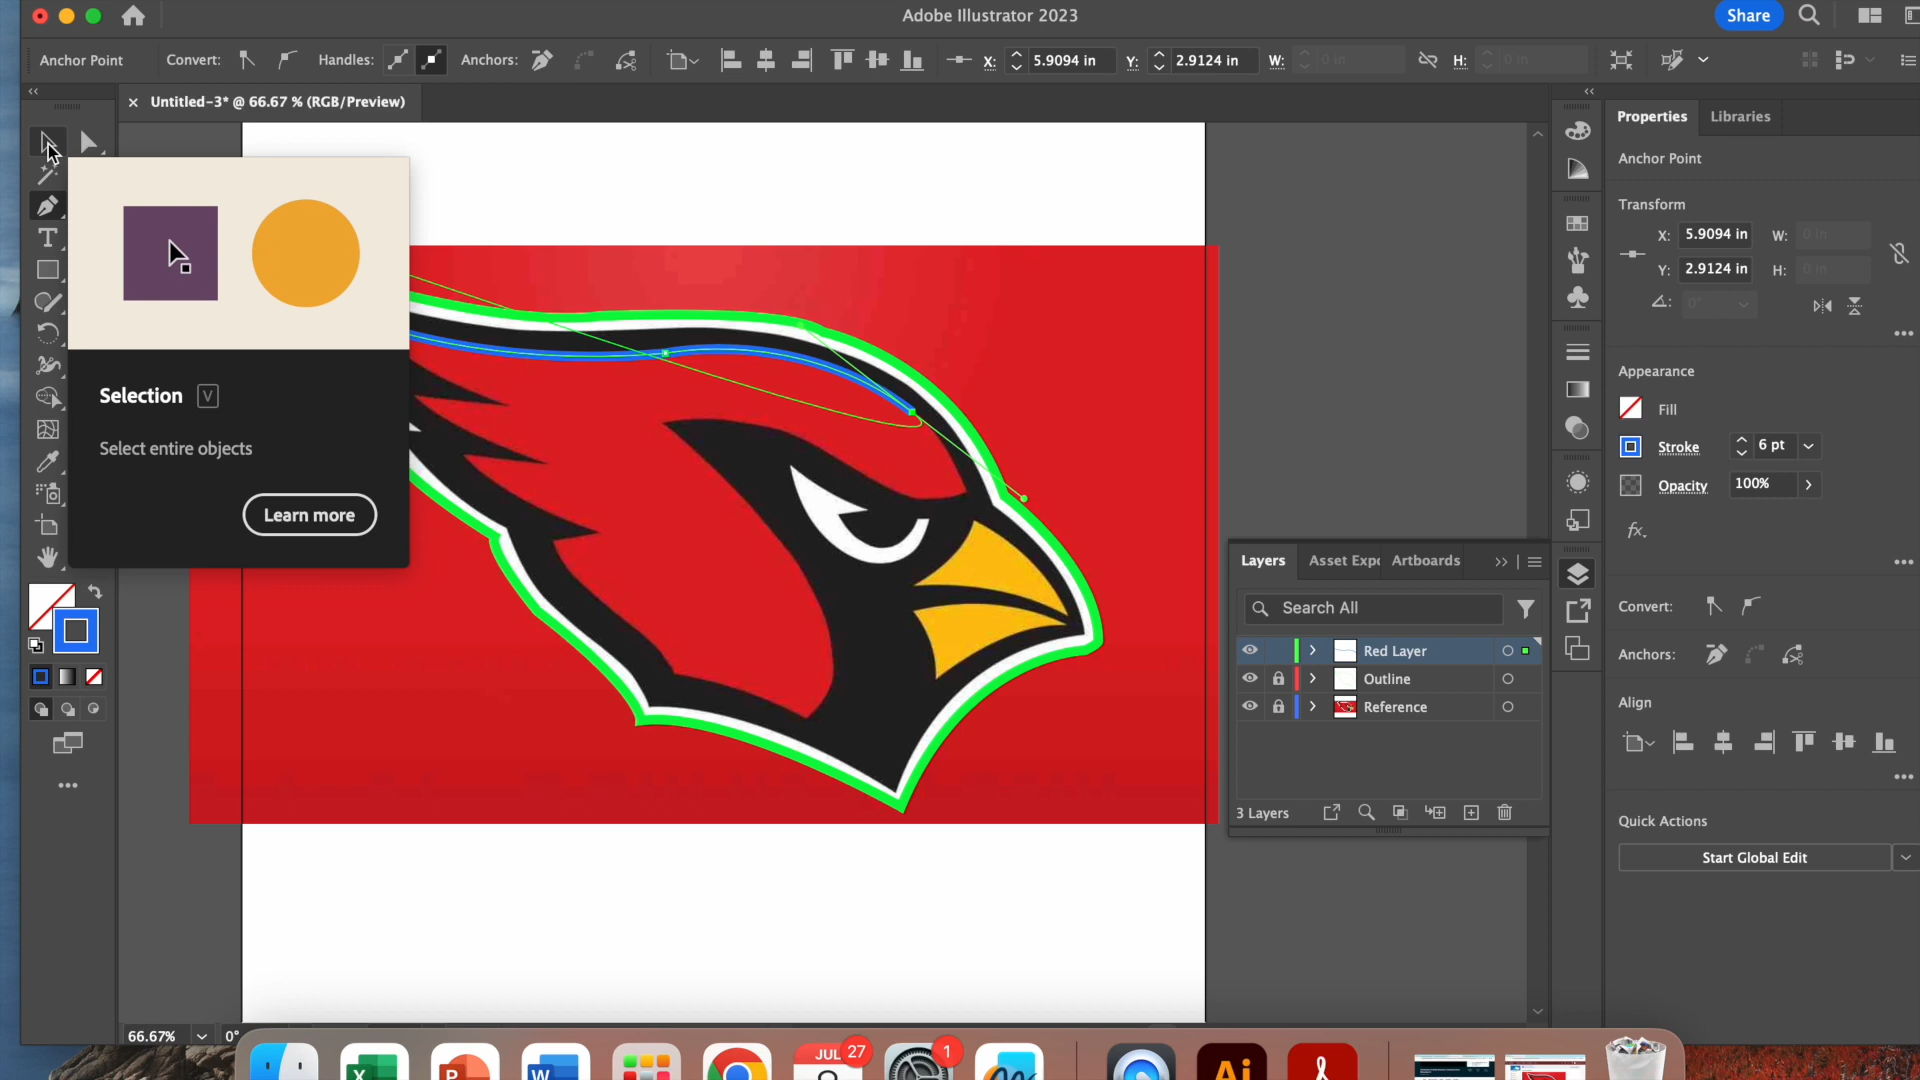 Adobe Illustrator 2023
Share
Anchor Point
Convert:
Handles:
Anchors:
X:
5.9094 in
Y:
2.9124 in
W:
0 in
H:
0 in
Untitled-3* @ 66.67 % (RGB/Preview)
Properties
Libraries
Anchor Point
Transform
X:
5.9094 in
W:
0 in
Y:
2.9124 in
H:
0 in
0°
Selection
V
Select entire objects
Learn more
Appearance
Fill
Stroke
6 pt
Opacity
100%
fx.
Layers
Asset Expo
Artboards
Search All
Red Layer
Outline
Reference
3 Layers
Convert:
Anchors:
Align
Quick Actions
Start Global Edit
66.67%
0°
JUL
27
1
X
P
W
Ai